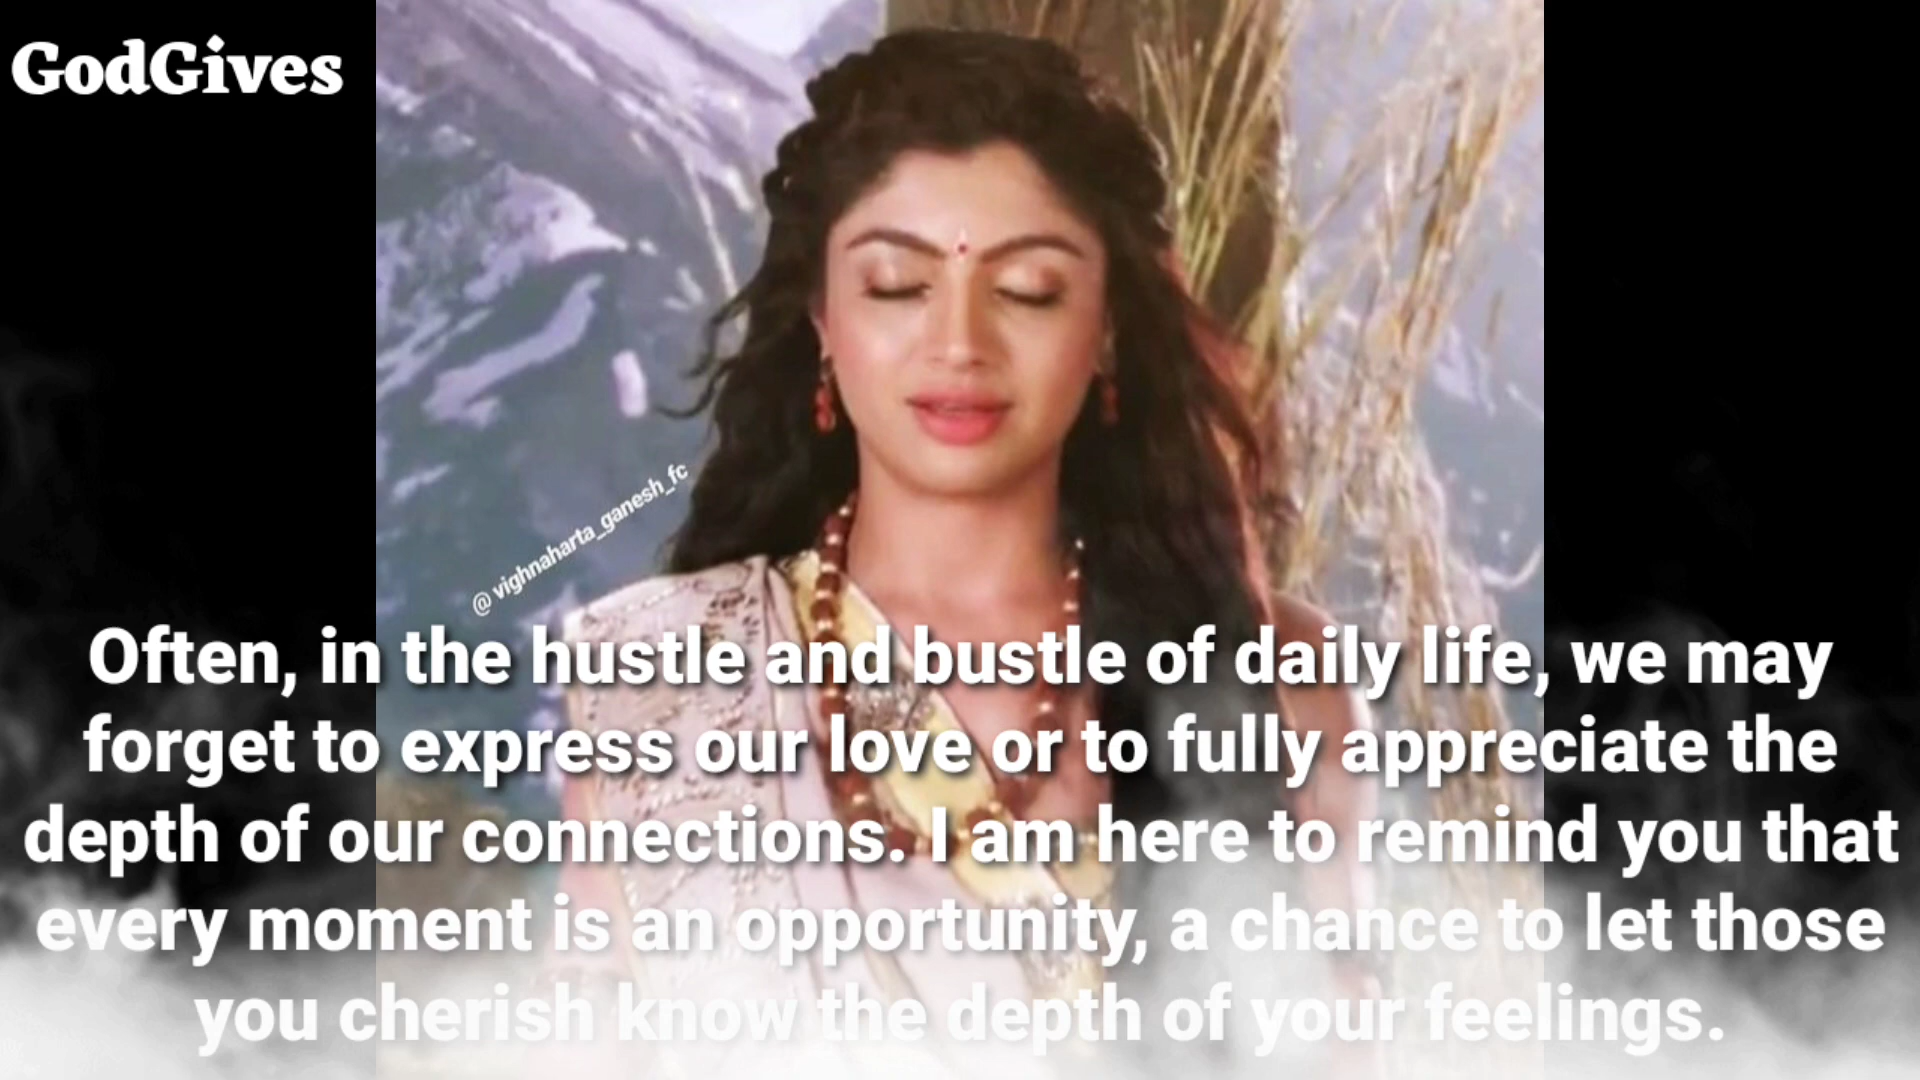 GodGives
@vighnaharta_ganesh_fc
Often, in the hustle and bustle of daily life, we may
forget to express our love or to fully appreciate the
depth of our connections. I am here to remind you that
every moment is an opportunity, a chance to let those
you cherish know the depth of your feelings.